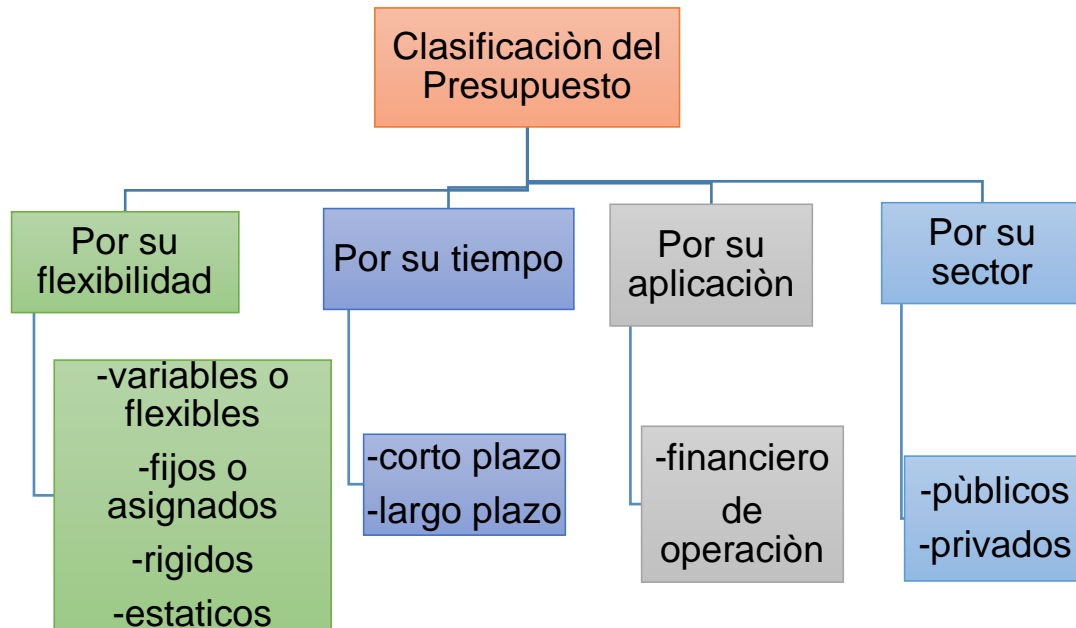 Clasificaciòn del
Presupuesto
Por su
flexibilidad
-variables o
flexibles
-fijos o
asignados
-rigidos
-estaticos
Por su tiempo
-corto plazo
-largo plazo
Por su
aplicaciòn
-financiero
de
operaciòn
Por su
sector
-pùblicos
-privados